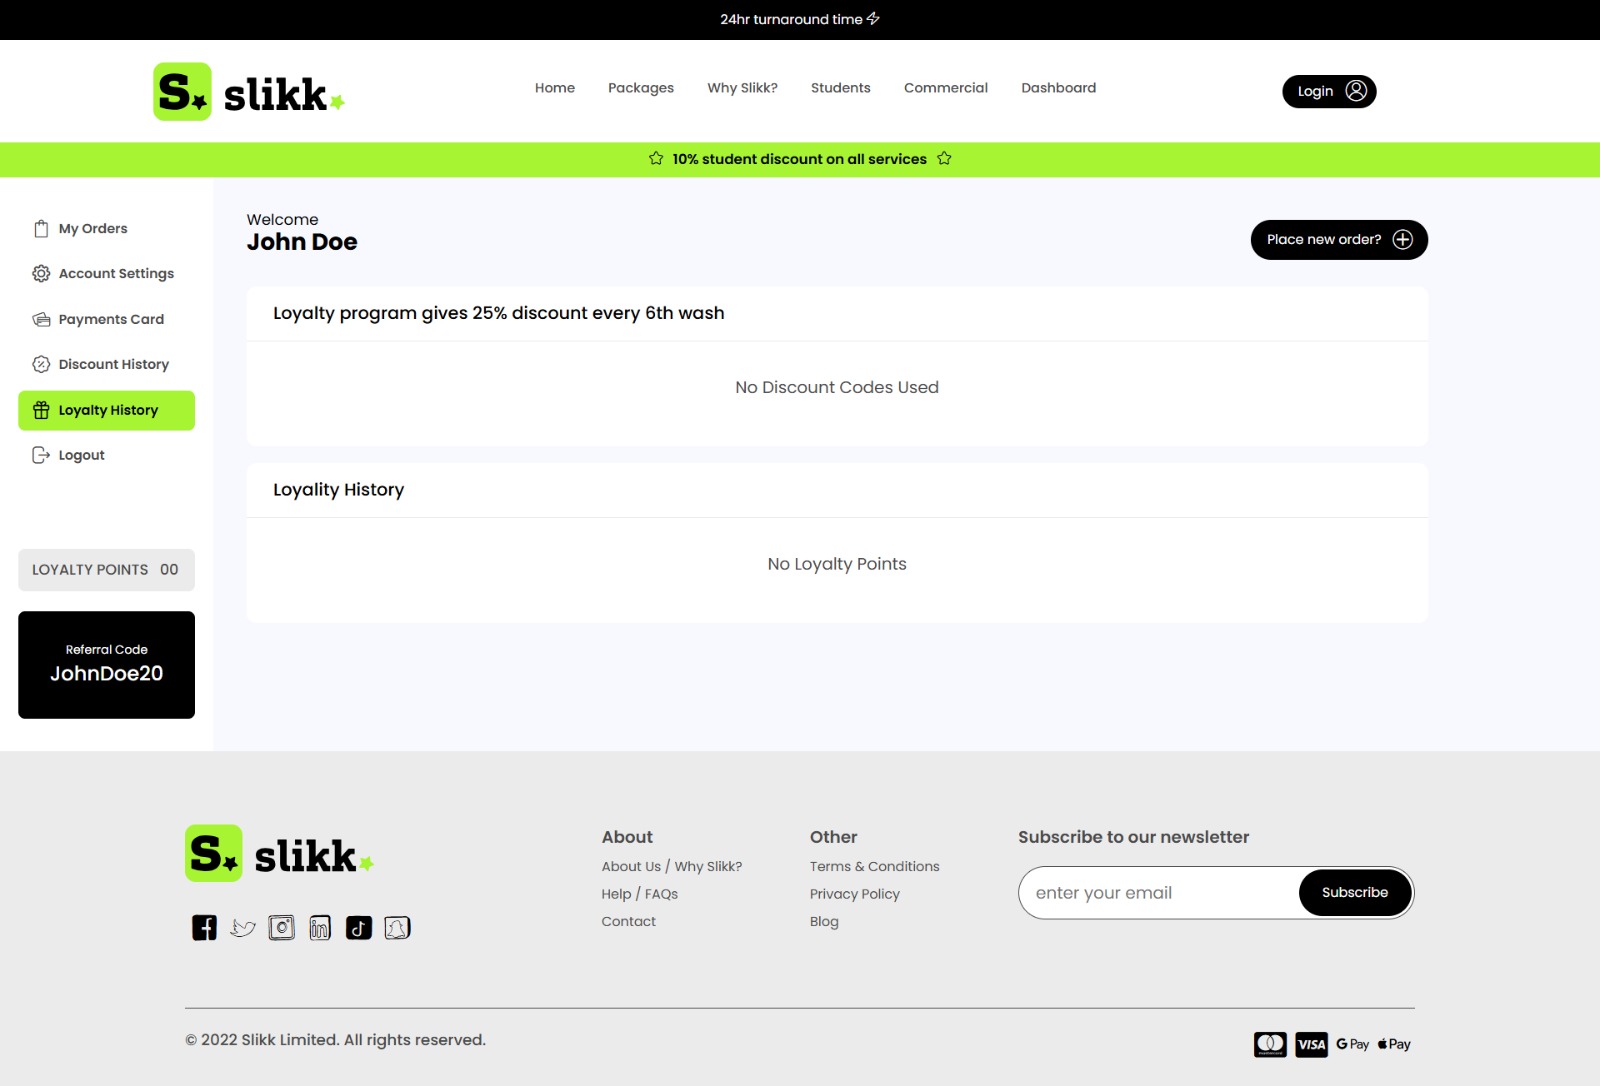 24hr turnaround time
S. slikk.
Home Packages Why Slikk? Students Commercial Dashboard
Login
10% student discount on all services
My Orders
Account Settings
Payments Card
Discount History
Loyalty History
Logout
LOYALTY POINTS 00
Referral Code
JohnDoe20
Welcome
John Doe
Place new order?
Loyalty program gives 25% discount every 6th wash
No Discount Codes Used
Loyality History
No Loyalty Points
S. slikk.
About
About Us / Why Slikk?
Help / FAQs
Contact
Other
Terms & Conditions
Privacy Policy
Blog
Subscribe to our newsletter
enter your email
Subscribe
© 2022 Slikk Limited. All rights reserved.
VISA G Pay Pay